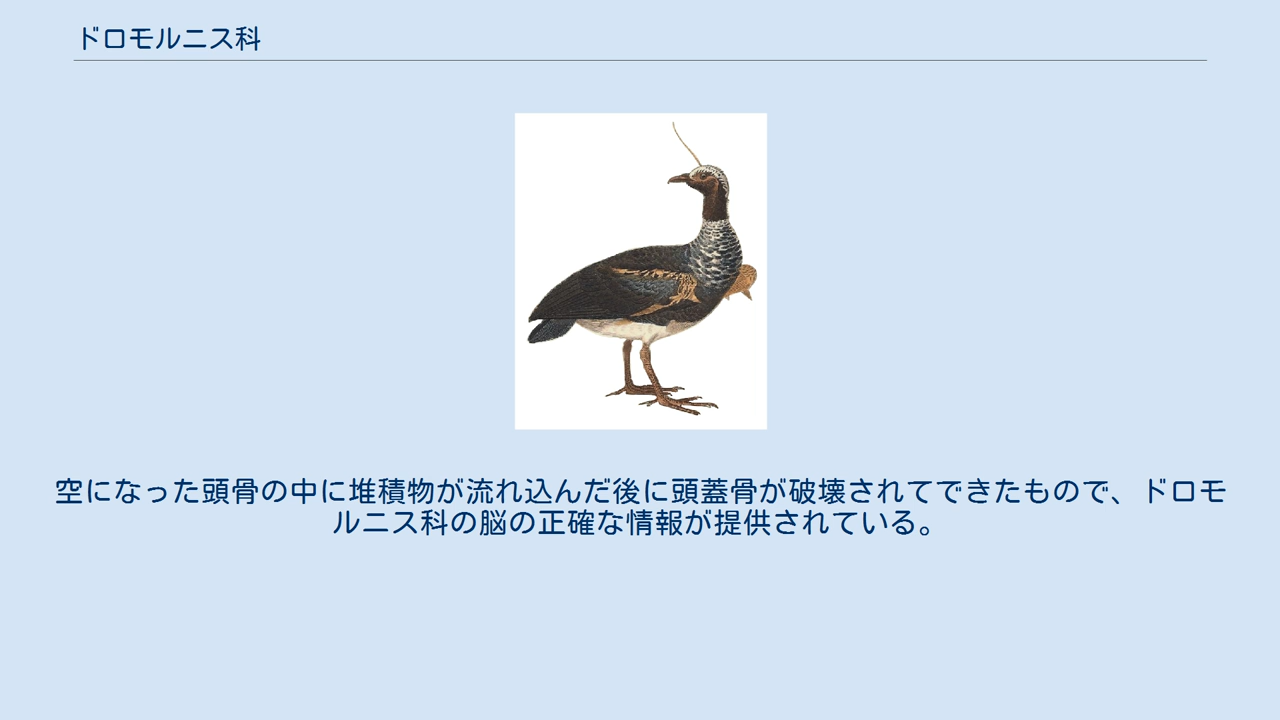 ドロモルニス科
空になった頭骨の中に堆積物が流れ込んだ後に頭蓋骨が破壊されてできたもので、ドロモ
ルニス科の脳の正確な情報が提供されている。